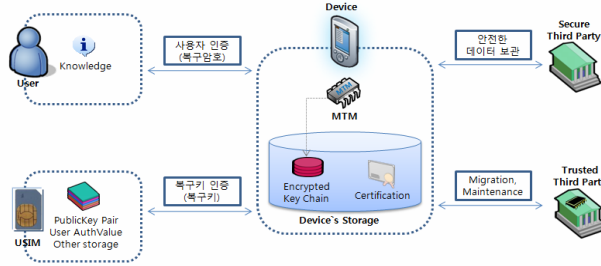 Device
Secure
Third Party
사용자 인증
(복구암호)
안전한
데이터 보관
Knowledge
User
MTM
MTM
복구키 인증
(복구키)
Encrypted
Key Chain
Certification
Migration,
Maintenance
Trusted
Third Part
PublicKey Pair
User AuthValue
Other storage
USIM
Device`s Storage